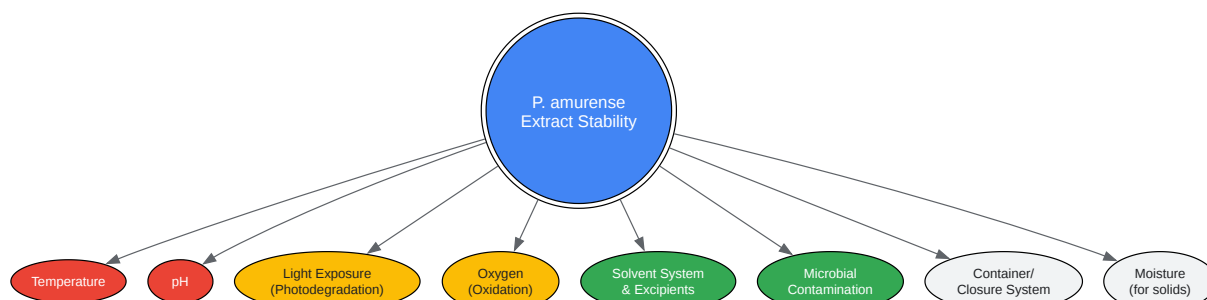 P. amurense
Extract Stability
Temperature
pH
Light Exposure
(Photodegradation)
Oxygen
(Oxidation)
Solvent System
& Excipients
Microbial
Contamination
Container/
Closure System
Moisture
(for solids)